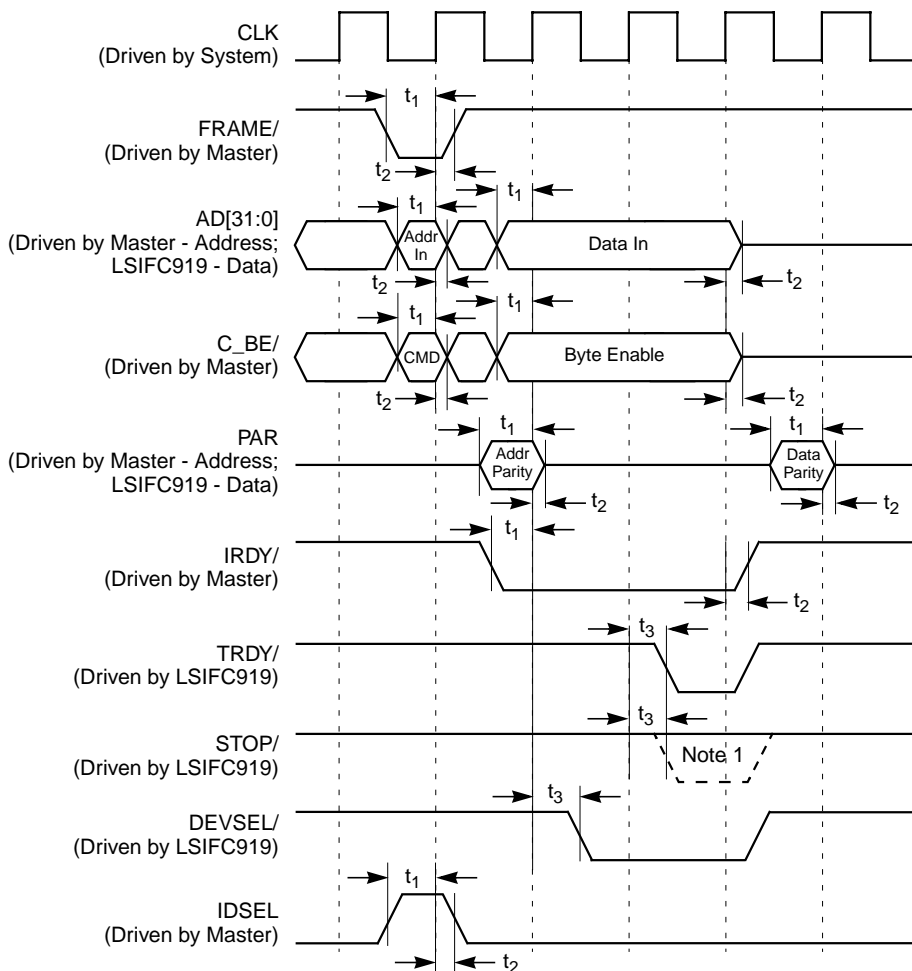 CLK
(Driven by System)
t1
FRAME/
(Driven by Master)
t2
t1
t1
AD[31:0]
(Driven by Master - Address;
LSIFC919 - Data)
Addr
In
Data In
t2
t2
t1
t1
C_BE/
(Driven by Master)
CMD
Byte Enable
t2
t2
PAR
(Driven by Master - Address;
LSIFC919 - Data)
t1
t1
Addr
Parity
Data
Parity
t2
t2
t1
IRDY/
(Driven by Master)
t2
t3
TRDY/
(Driven by LSIFC919)
t3
STOP/
(Driven by LSIFC919)
Note 1
t3
DEVSEL/
(Driven by LSIFC919)
t1
IDSEL
(Driven by Master)
t2